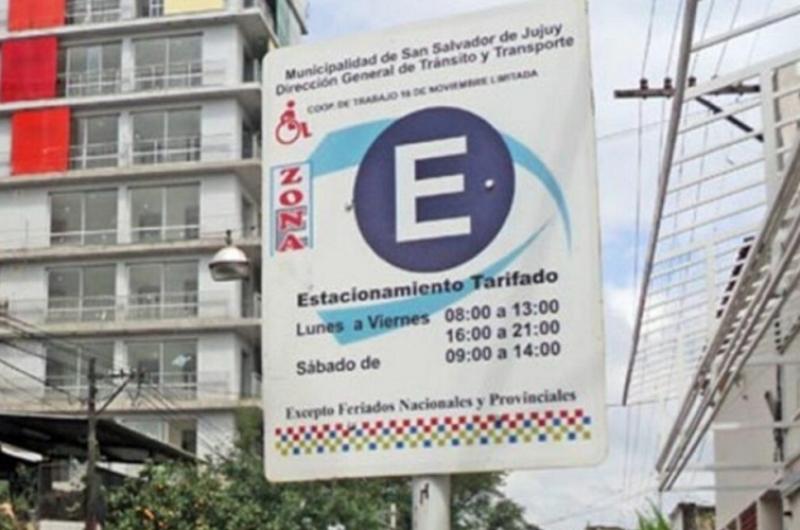 Municipalidad de San Salvador de Jujuy
Dirección General de Tránsito y Transporte
COOP. DE TRABAJO 18 DE NOVIEMBRE LIMITADA
ZONA
E
Estacionamiento Tarifado
Lunes a Viernes 08:00 a 13:00
16:00 a 21:00
Sábado de 09:00 a 14:00
Excepto Feriados Nacionales y Provinciales